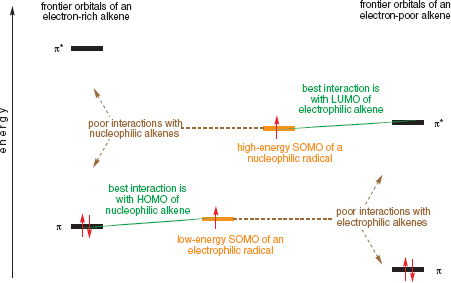 frontier orbitals of an
electron-rich alkene
frontier orbitals of an
electron-poor alkene
energy
π*
best interaction is
with LUMO of
electrophilic alkene
poor interactions with
nucleophilic alkenes
π*
high-energy SOMO of a
nucleophilic radical
best interaction is
with HOMO of
nucleophilic alkene
poor interactions with
electrophilic alkenes
π
low-energy SOMO of an
electrophilic radical
π